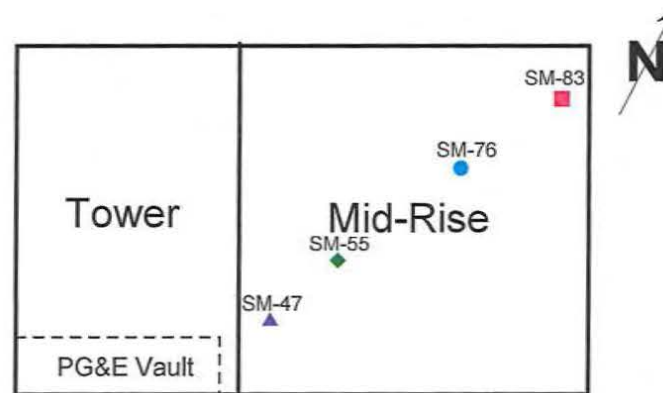 N
SM-83
SM-76
Tower
Mid-Rise
SM-55
SM-47
PG&E Vault